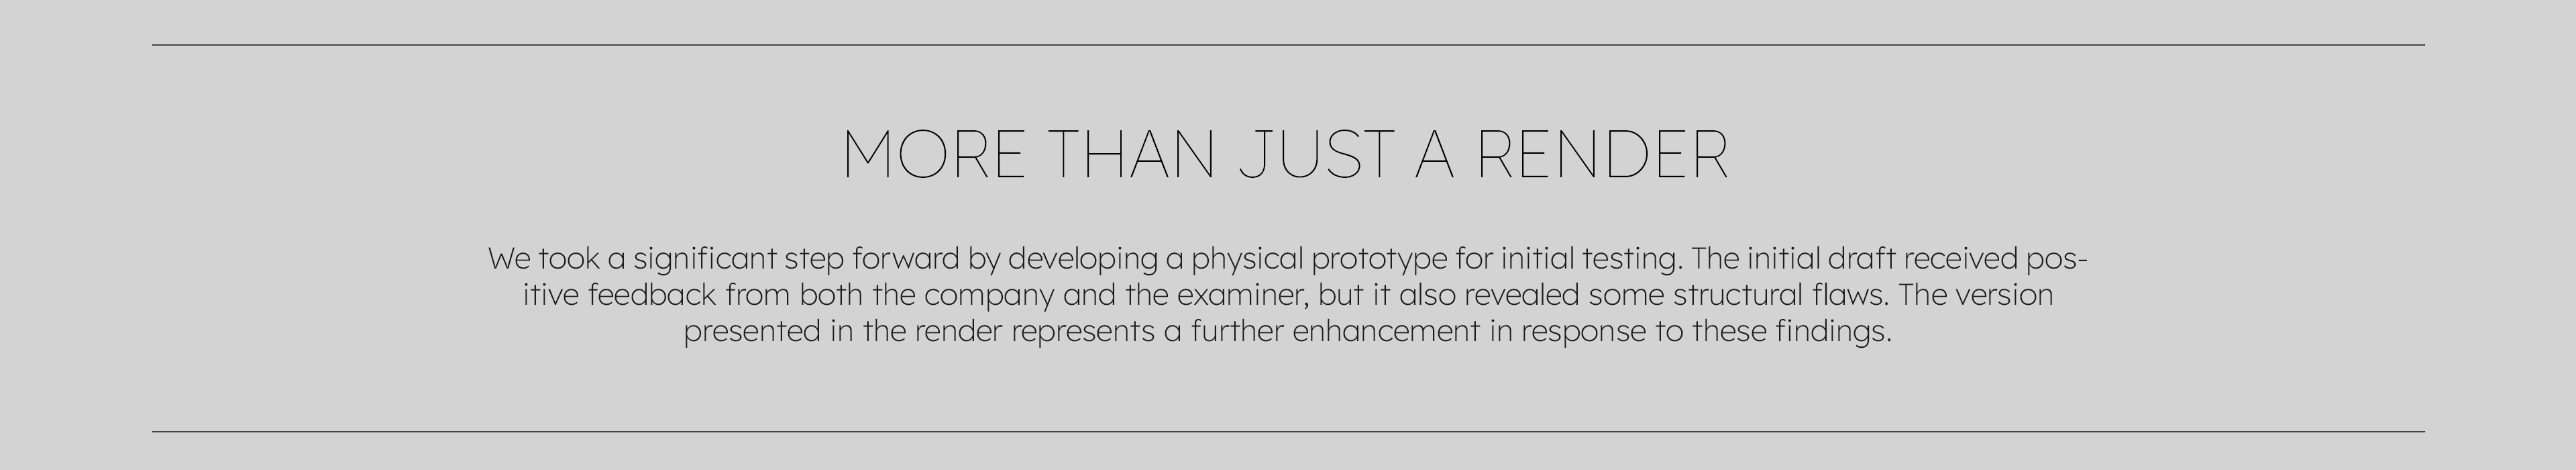 MORE THAN JUST A RENDER
We took a significant step forward by developing a physical prototype for initial testing. The initial draft received pos-
itive feedback from both the company and the examiner, but it also revealed some structural flaws. The version
presented in the render represents a further enhancement in response to these findings.